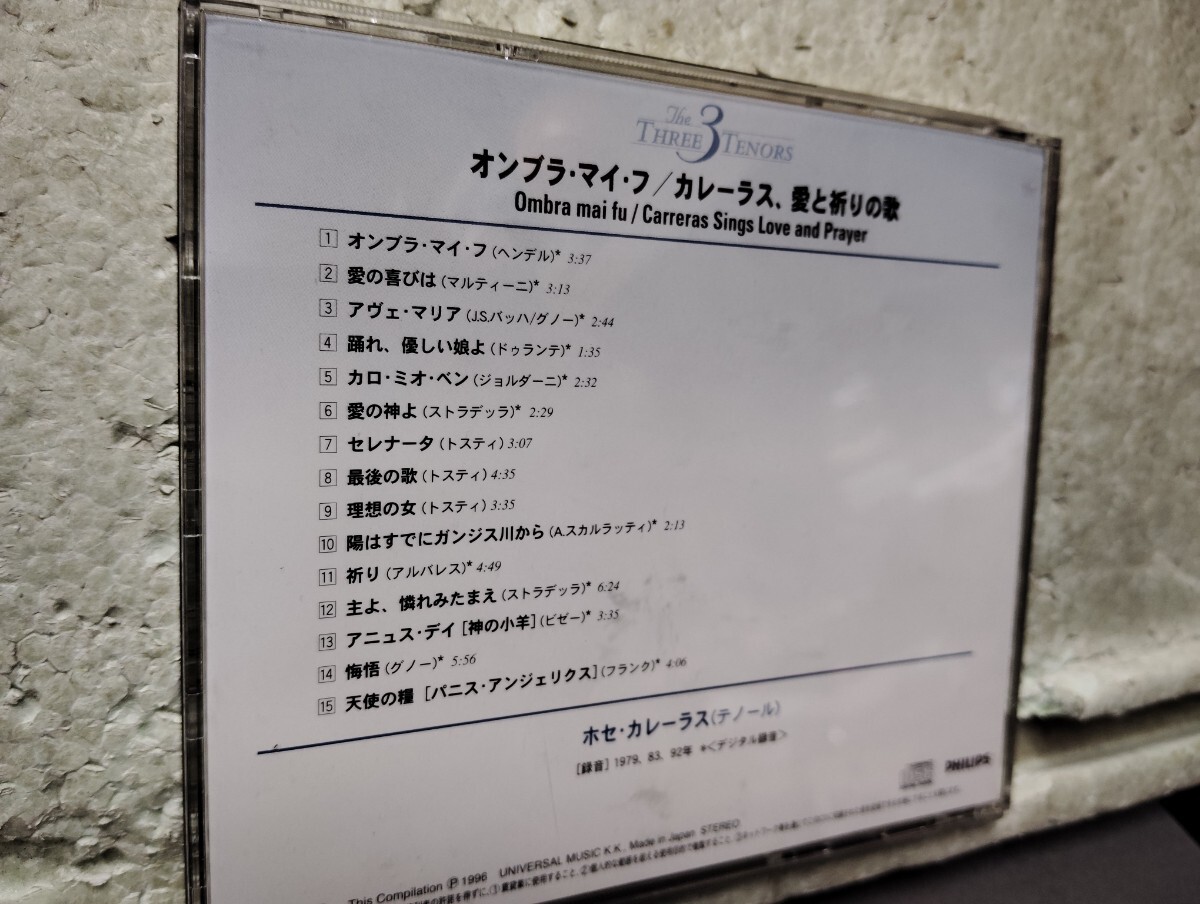 The 3
THREE TENORS
オンブラ・マイ・フ/カレーラス、愛と祈りの歌
Ombra mai fu / Carreras Sings Love and Prayer
1 オンブラ・マイ・フ(ヘンデル)* 3:37
2 愛の喜びは(マルティーニ)* 3:13
3 アヴェ・マリア(J.S.バッハ/グノー)* 2:44
4 踊れ、優しい娘よ(ドゥランテ)* 1:35
5 カロ・ミオ・ベン(ジョルダーニ)* 2:32
6 愛の神よ(ストラデッラ)* 2:29
7 セレナータ(トスティ) 3:07
8 最後の歌(トスティ) 4:35
9 理想の女(トスティ) 3:35
10 陽はすでにガンジス川から(A.スカルラッティ)* 2:13
11 祈り(アルバレス)* 4:49
12 主よ、憐れみたまえ(ストラデッラ)* 6:24
13 アニュス・デイ[神の小羊](ビゼー)* 3:35
14 悔悟(グノー)* 5:56
15 天使の糧[パニス・アンジェリクス](フランク)* 4:06
ホセ・カレーラス(テノール)
[録音]1979、83、92年 *<デジタル録音>
PHILIPS
This Compilation Ⓟ 1996 UNIVERSAL MUSIC K.K. Made in Japan STEREO